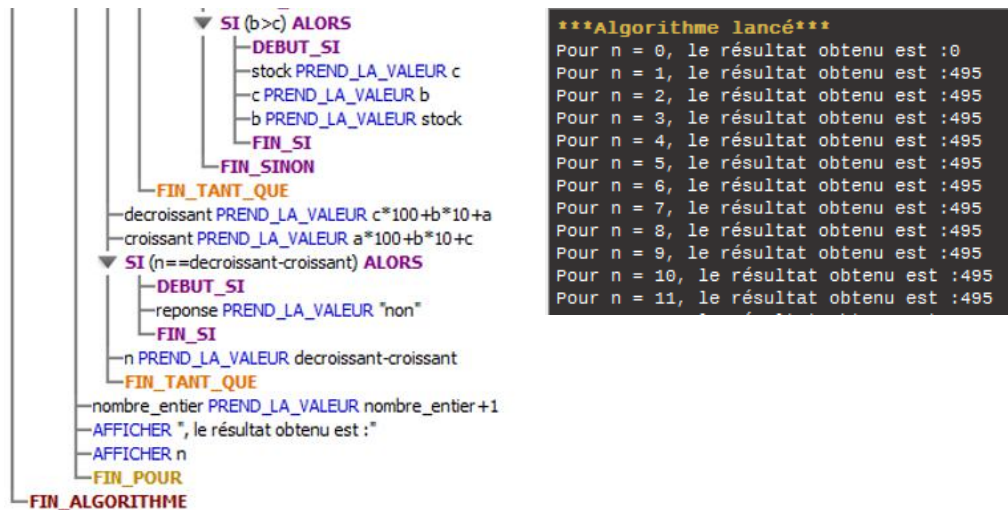 SI (b>c) ALORS
DEBUT_SI
stock PREND_LA_VALEUR c
c PREND_LA_VALEUR b
b PREND_LA_VALEUR stock
FIN_SI
FIN_SINON
FIN_TANT_QUE
decroissant PREND_LA_VALEUR c*100+b*10+a
croissant PREND_LA_VALEUR a*100+b*10+c
SI (n==decroissant-croissant) ALORS
DEBUT_SI
reponse PREND_LA_VALEUR "non"
FIN_SI
n PREND_LA_VALEUR decroissant-croissant
FIN_TANT_QUE
nombre_entier PREND_LA_VALEUR nombre_entier+1
AFFICHER ", le résultat obtenu est :"
AFFICHER n
FIN_POUR
FIN_ALGORITHME
***Algorithme lancé***
Pour n = 0, le résultat obtenu est :0
Pour n = 1, le résultat obtenu est :495
Pour n = 2, le résultat obtenu est :495
Pour n = 3, le résultat obtenu est :495
Pour n = 4, le résultat obtenu est :495
Pour n = 5, le résultat obtenu est :495
Pour n = 6, le résultat obtenu est :495
Pour n = 7, le résultat obtenu est :495
Pour n = 8, le résultat obtenu est :495
Pour n = 9, le résultat obtenu est :495
Pour n = 10, le résultat obtenu est :495
Pour n = 11, le résultat obtenu est :495